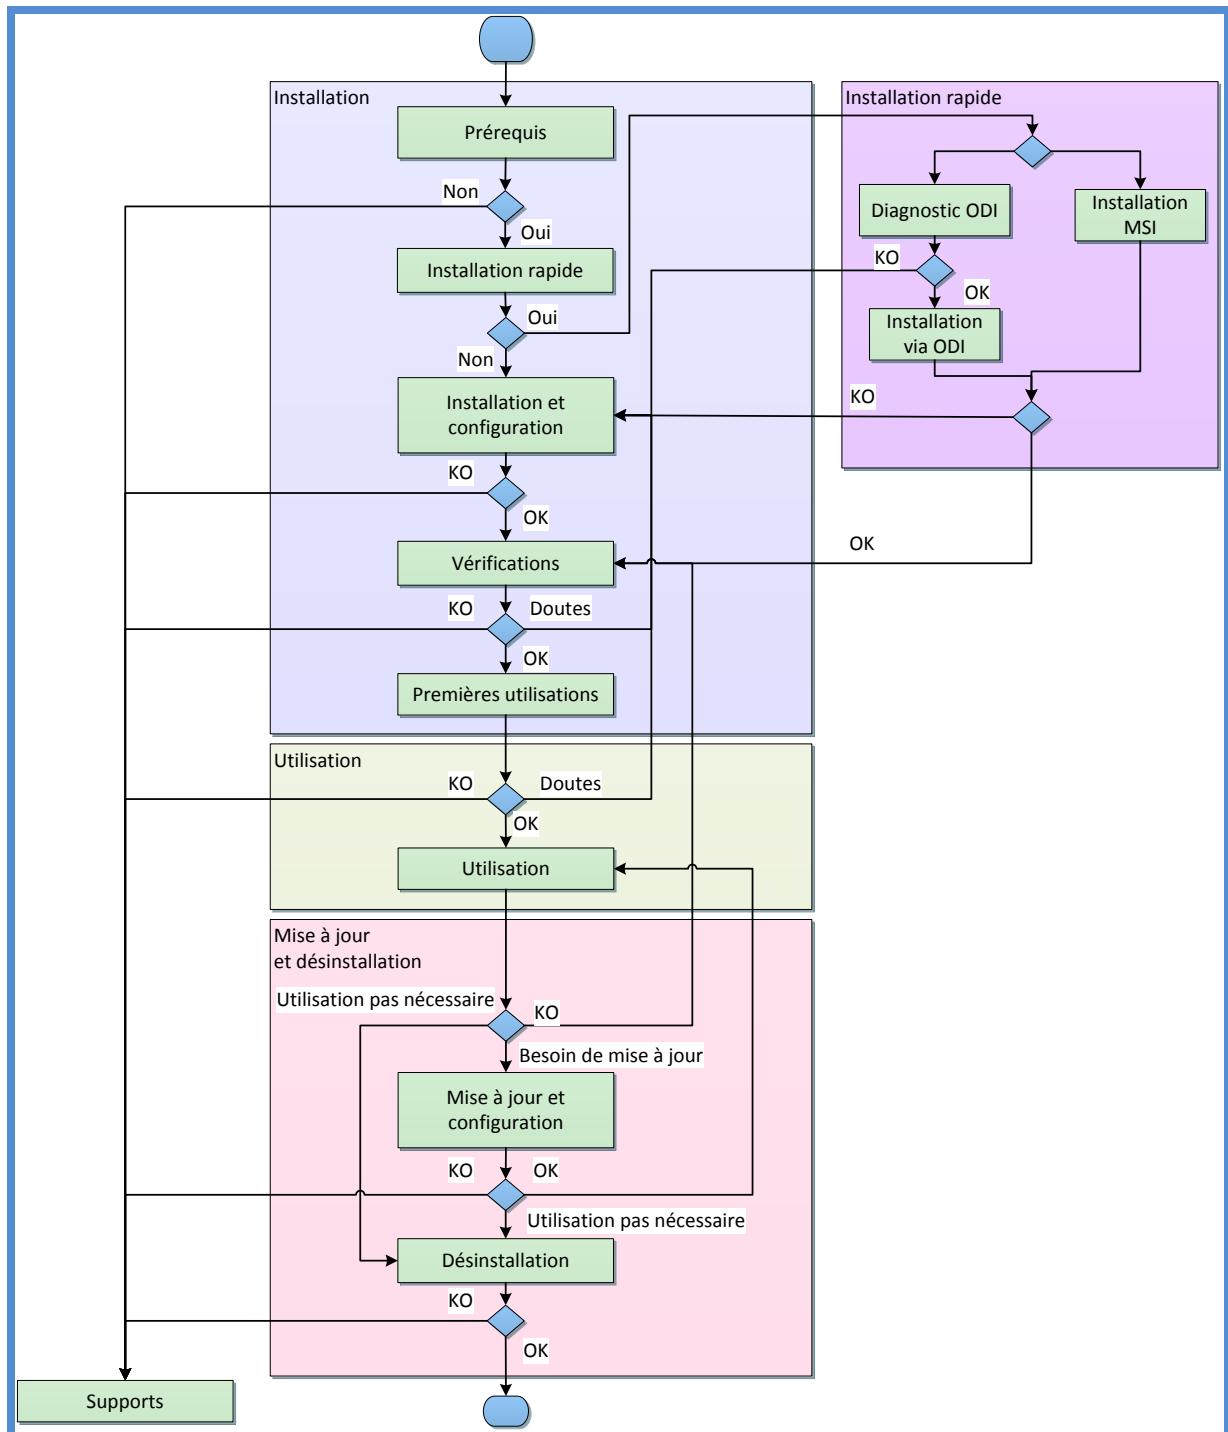 Installation
Prérequis
Non
Oui
Installation rapide
Oui
Non
Installation et
configuration
KO
OK
Vérifications
KO
Doutes
OK
Premières utilisations
Installation rapide
Diagnostic ODI
Installation
MSI
KO
OK
Installation
via ODI
KO
OK
Utilisation
KO
Doutes
OK
Utilisation
Mise à jour
et désinstallation
Utilisation pas nécessaire
KO
Besoin de mise à jour
Mise à jour et
configuration
KO
OK
Utilisation pas nécessaire
Désinstallation
KO
OK
Supports